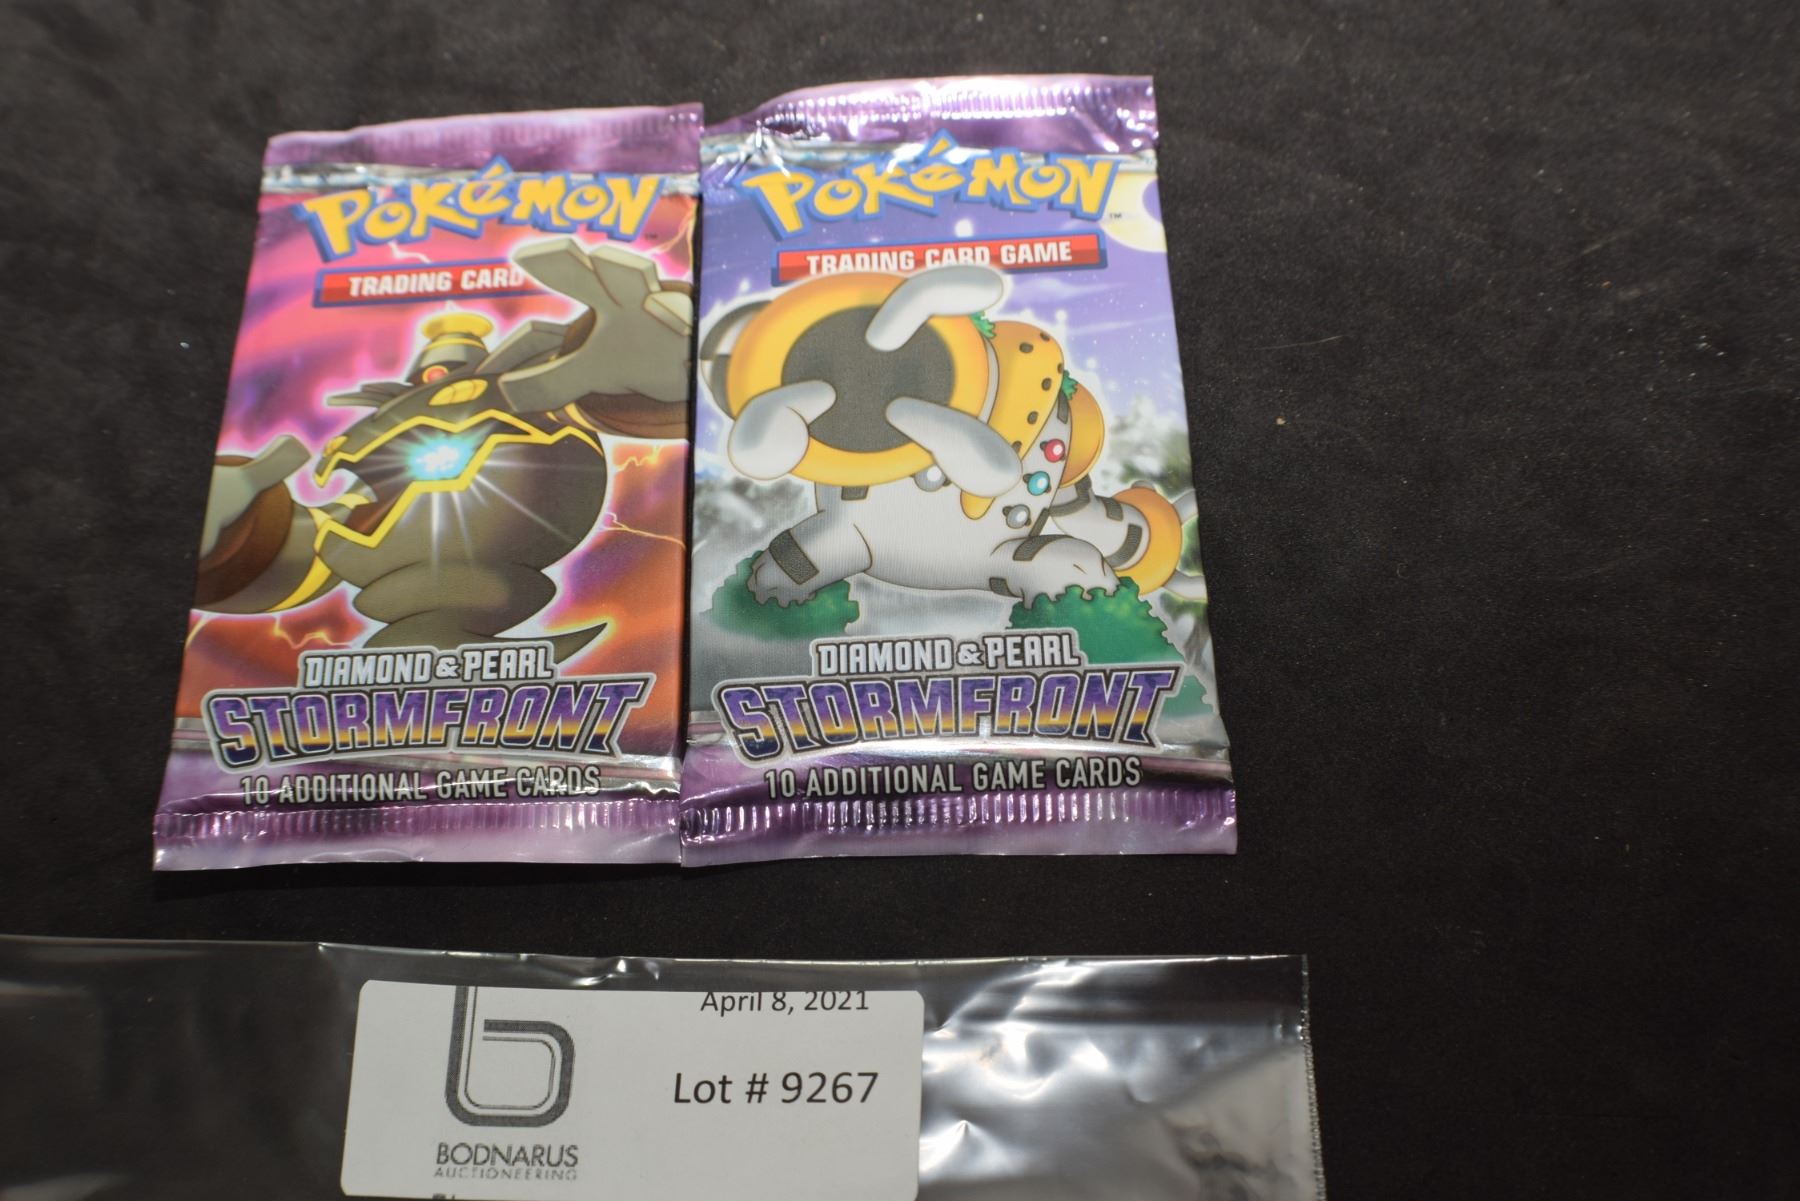 POKéMON
TRADING CARD
DIAMOND & PEARL
STORMFRONT
10 ADDITIONAL GAME CARDS
POKéMON
TM
TRADING CARD GAME
DIAMOND & PEARL
STORMFRONT
10 ADDITIONAL GAME CARDS
April 8, 2021
Lot # 9267
b
BODNARUS
AUCTIONEERING